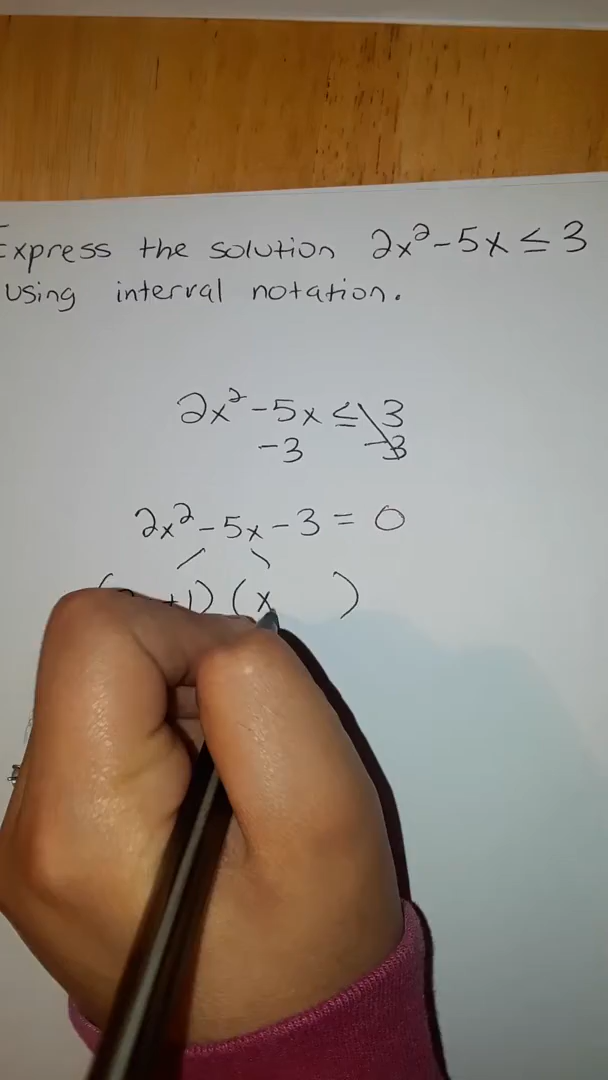 Express the solution 2x²-5x ≤ 3
using interval notation.
2x²-5x ≤ 3
-3 -3
2x²-5x-3 = 0
+1) (x )